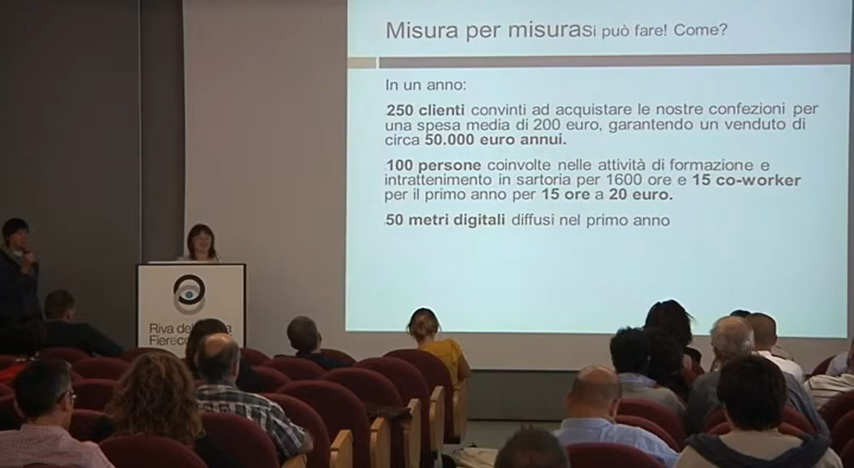 Misura per misurasi può fare! Come?
In un anno:
250 clienti convinti ad acquistare le nostre confezioni per
una spesa media di 200 euro, garantendo un venduto di
circa 50.000 euro annui.
100 persone coinvolte nelle attività di formazione e
intrattenimento in sartoria per 1600 ore e 15 co-worker
per il primo anno per 15 ore a 20 euro.
50 metri digitali diffusi nel primo anno
Riva del